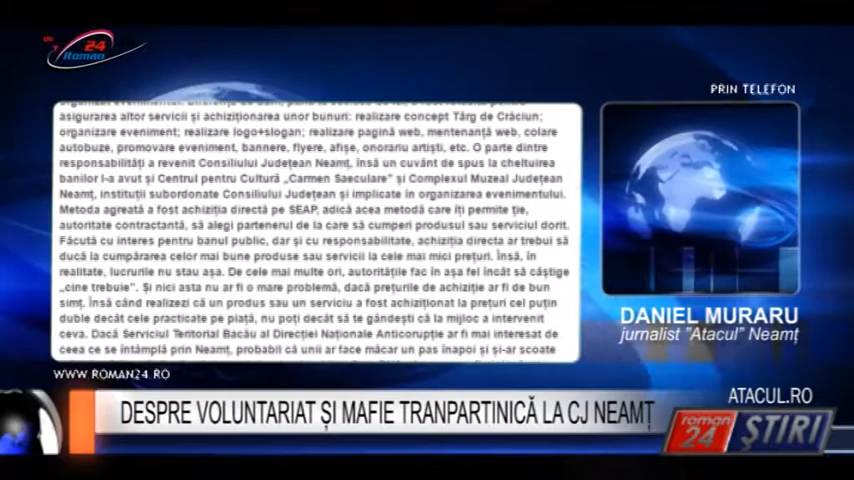 24
Roman
PRIN TELEFON
asigurarea altor servicii și achiziționarea unor bunuri: realizare concept Târg de Crăciun;
organizare eveniment; realizare logo+slogan; realizare pagină web, mentenanță web, colare
autobuze, promovare eveniment, bannere, flyere, afișe, onorariu artiști, etc. O parte dintre
responsabilități a revenit Consiliului Județean Neamț, însă un cuvânt de spus la cheltuirea
banilor l-a avut și Centrul pentru Cultură „Carmen Saeculare” și Complexul Muzeal Județean
Neamț, instituții subordonate Consiliului Județean și implicate în organizarea evenimentului.
Metoda agreată a fost achiziția directă pe SEAP, adică acea metodă care îți permite ție,
autoritate contractantă, să alegi partenerul de la care să cumperi produsul sau serviciul dorit.
Făcută cu interes pentru banul public, dar și cu responsabilitate, achiziția directa ar trebui să
ducă la cumpărarea celor mai bune produse sau servicii la cele mai mici prețuri. Însă, în
realitate, lucrurile nu stau așa. De cele mai multe ori, autoritățile fac în așa fel încât să câștige
„cine trebuie”. Și nici asta nu ar fi o mare problemă, dacă prețurile de achiziție ar fi de bun
simț. Însă când realizezi că un produs sau un serviciu a fost achiziționat la prețuri cel puțin
duble decât cele practicate pe piață, nu poți decât să te gândești că la mijloc a intervenit
ceva. Dacă Serviciul Teritorial Bacău al Direcției Naționale Anticorupție ar fi mai interesat de
ceea ce se întâmplă prin Neamț, probabil că unii ar face măcar un pas înapoi și și-ar scoate
DANIEL MURARU
jurnalist "Atacul" Neamț
WWW.ROMAN24.RO
ATACUL.RO
DESPRE VOLUNTARIAT ȘI MAFIE TRANPARTINICĂ LA CJ NEAMȚ
roman
24
ȘTIRI